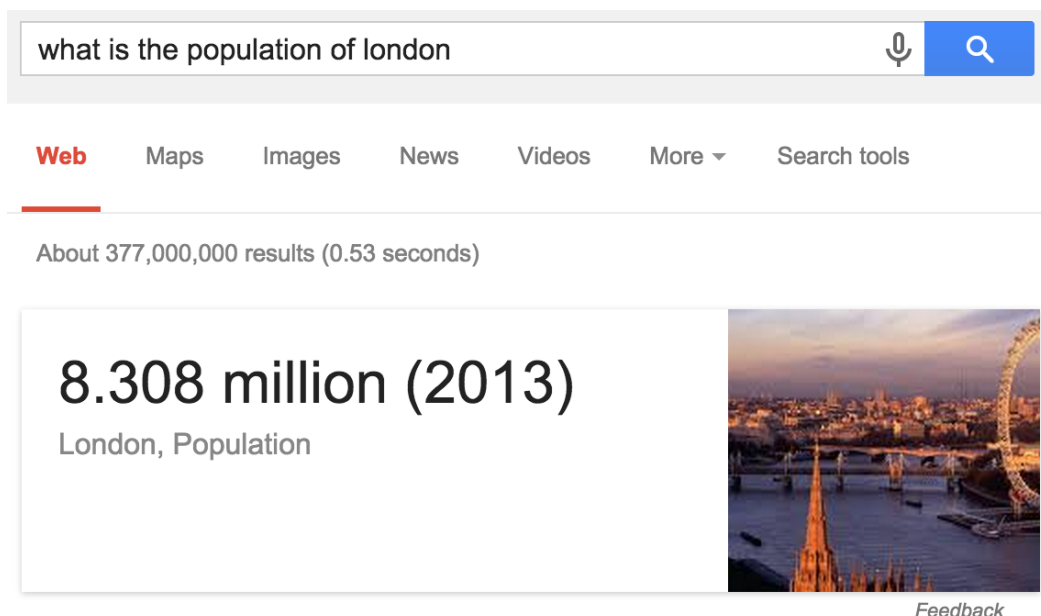 what is the population of london
Web Maps Images News Videos More Search tools
About 377,000,000 results (0.53 seconds)
8.308 million (2013)
London, Population
Feedback